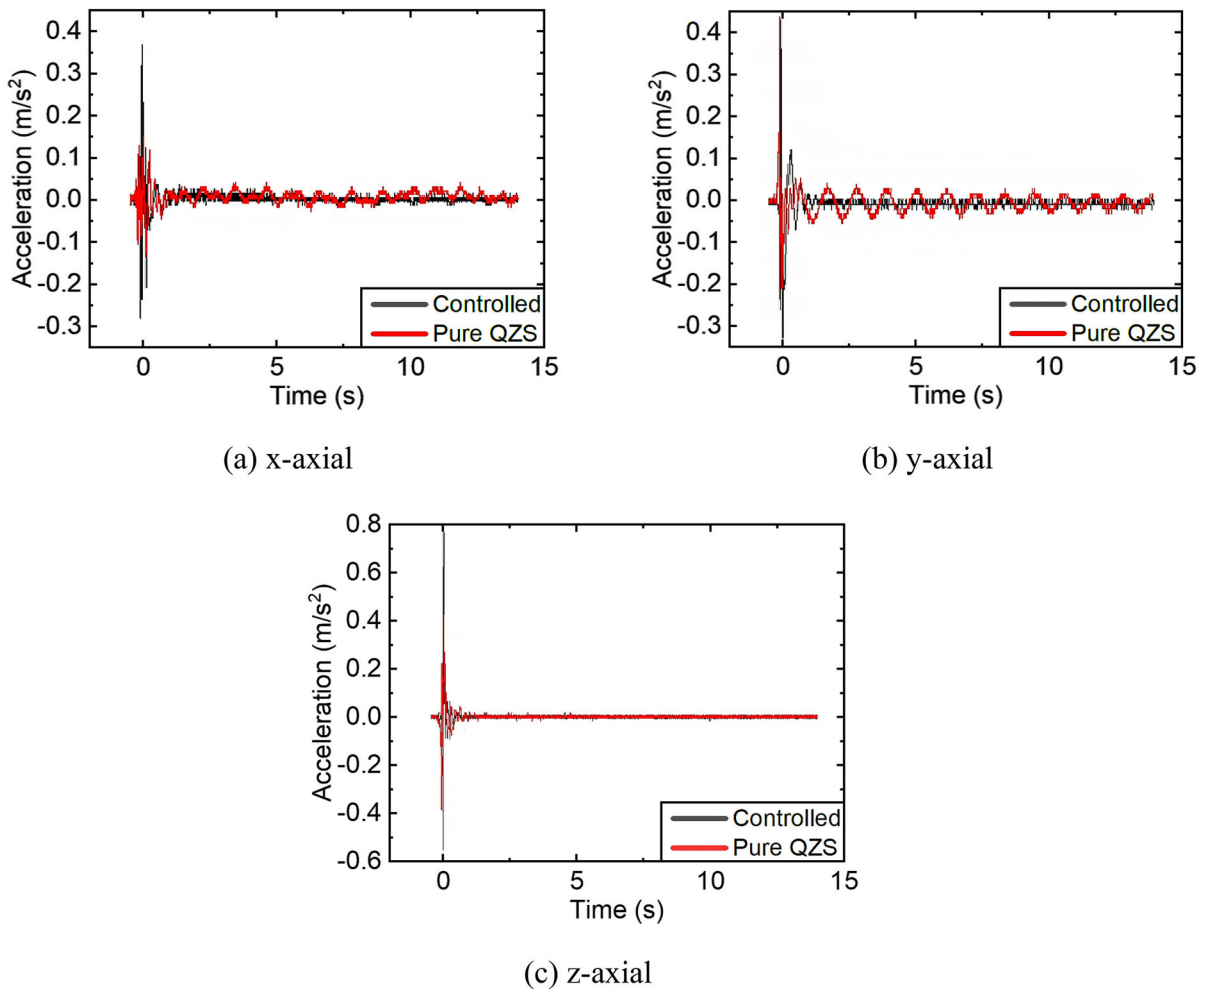 0.4
0.3
0.2
0.1
0.0
-0.1
-0.2
-0.3
Acceleration (m/s²)
Controlled
Pure QZS
0 5 10 15
Time (s)
(a) x-axial
0.4
0.3
0.2
0.1
0.0
-0.1
-0.2
-0.3
Acceleration (m/s²)
Controlled
Pure QZS
0 5 10 15
Time (s)
(b) y-axial
0.8
0.6
0.4
0.2
0.0
-0.2
-0.4
-0.6
Acceleration (m/s²)
Controlled
Pure QZS
0 5 10 15
Time (s)
(c) z-axial